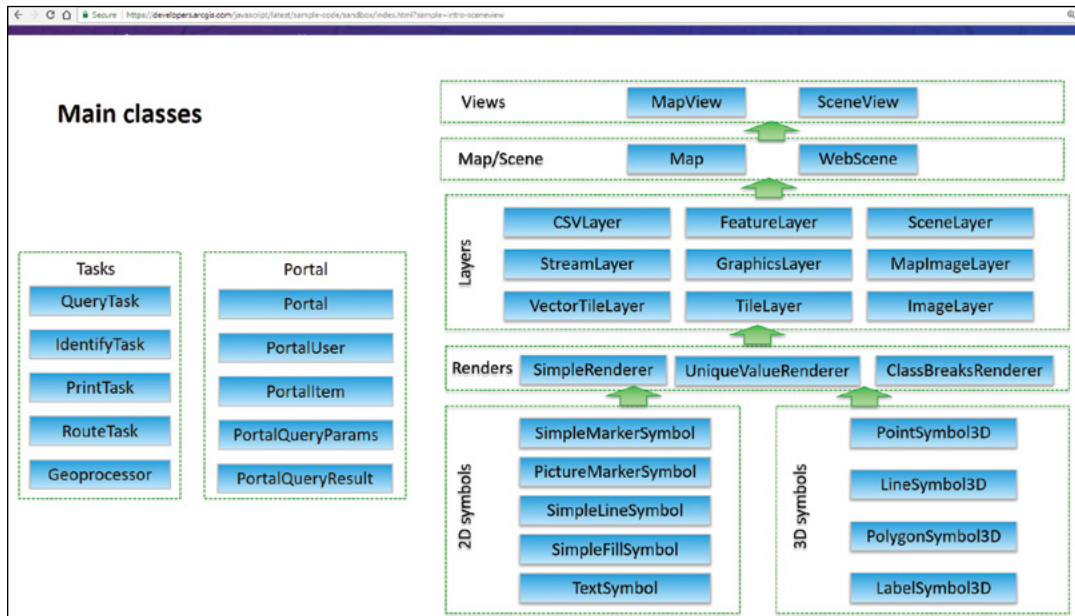 Secure https://developers.arcgis.com/javascript/latest/sample-code/sandbox/index.html?sample=intro-sceneview
Main classes
Tasks
QueryTask
IdentifyTask
PrintTask
RouteTask
Geoprocessor
Portal
Portal
PortalUser
PortalItem
PortalQueryParams
PortalQueryResult
Views MapView SceneView
Map/Scene Map WebScene
Layers
CSVLayer FeatureLayer SceneLayer
StreamLayer GraphicsLayer MapImageLayer
VectorTileLayer TileLayer ImageLayer
Renders SimpleRenderer UniqueValueRenderer ClassBreaksRenderer
2D symbols
SimpleMarkerSymbol
PictureMarkerSymbol
SimpleLineSymbol
SimpleFillSymbol
TextSymbol
3D symbols
PointSymbol3D
LineSymbol3D
PolygonSymbol3D
LabelSymbol3D